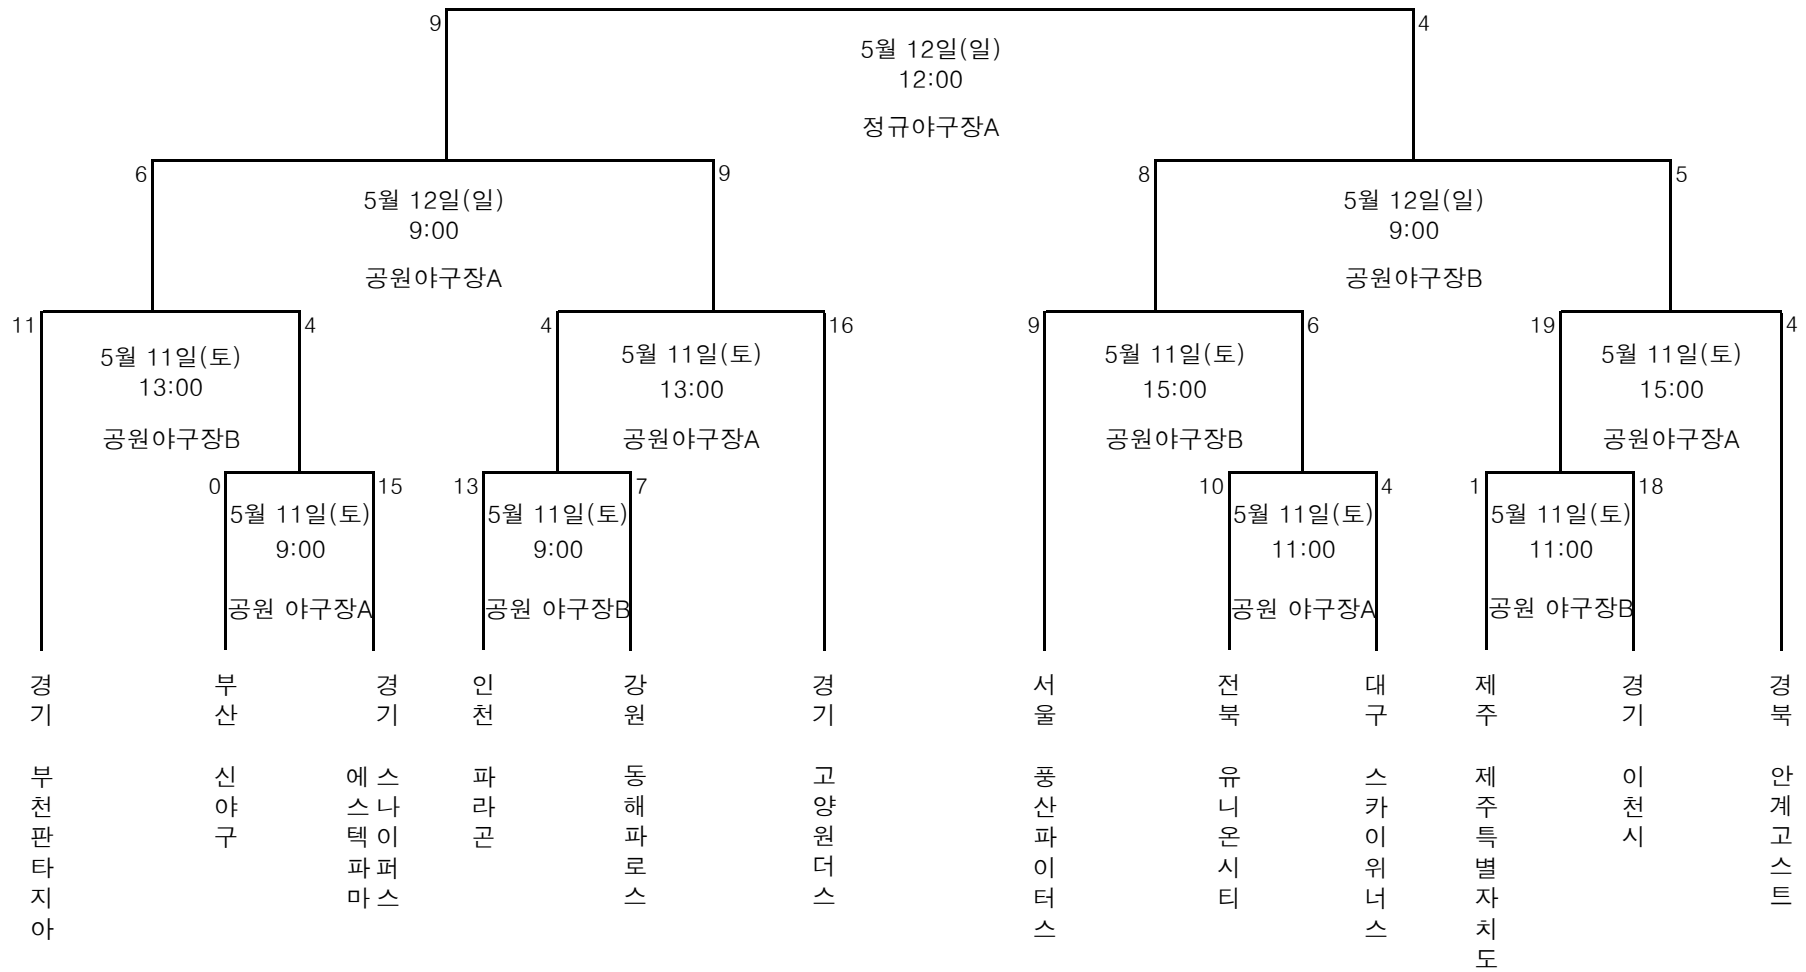 9
4
5월 12일(일)
12:00
정규야구장A
6
9
8
5
5월 12일(일)
9:00
공원야구장A
5월 12일(일)
9:00
공원야구장B
11
4
4
16
9
6
19
4
5월 11일(토)
13:00
공원야구장B
5월 11일(토)
13:00
공원야구장A
5월 11일(토)
15:00
공원야구장B
5월 11일(토)
15:00
공원야구장A
0
15
13
7
10
4
1
18
5월 11일(토)
9:00
공원 야구장A
5월 11일(토)
9:00
공원 야구장B
5월 11일(토)
11:00
공원 야구장A
5월 11일(토)
11:00
공원 야구장B
경기 부천판타지아
부산 신야구
경기 스나이퍼스
에스텍파마
인천 파라곤
강원 동해파로스
경기 고양원더스
서울 풍산파이터스
전북 유니온시티
대구 스카이위너스
제주 제주특별자치도
경기 이천시
경북 안계고스트